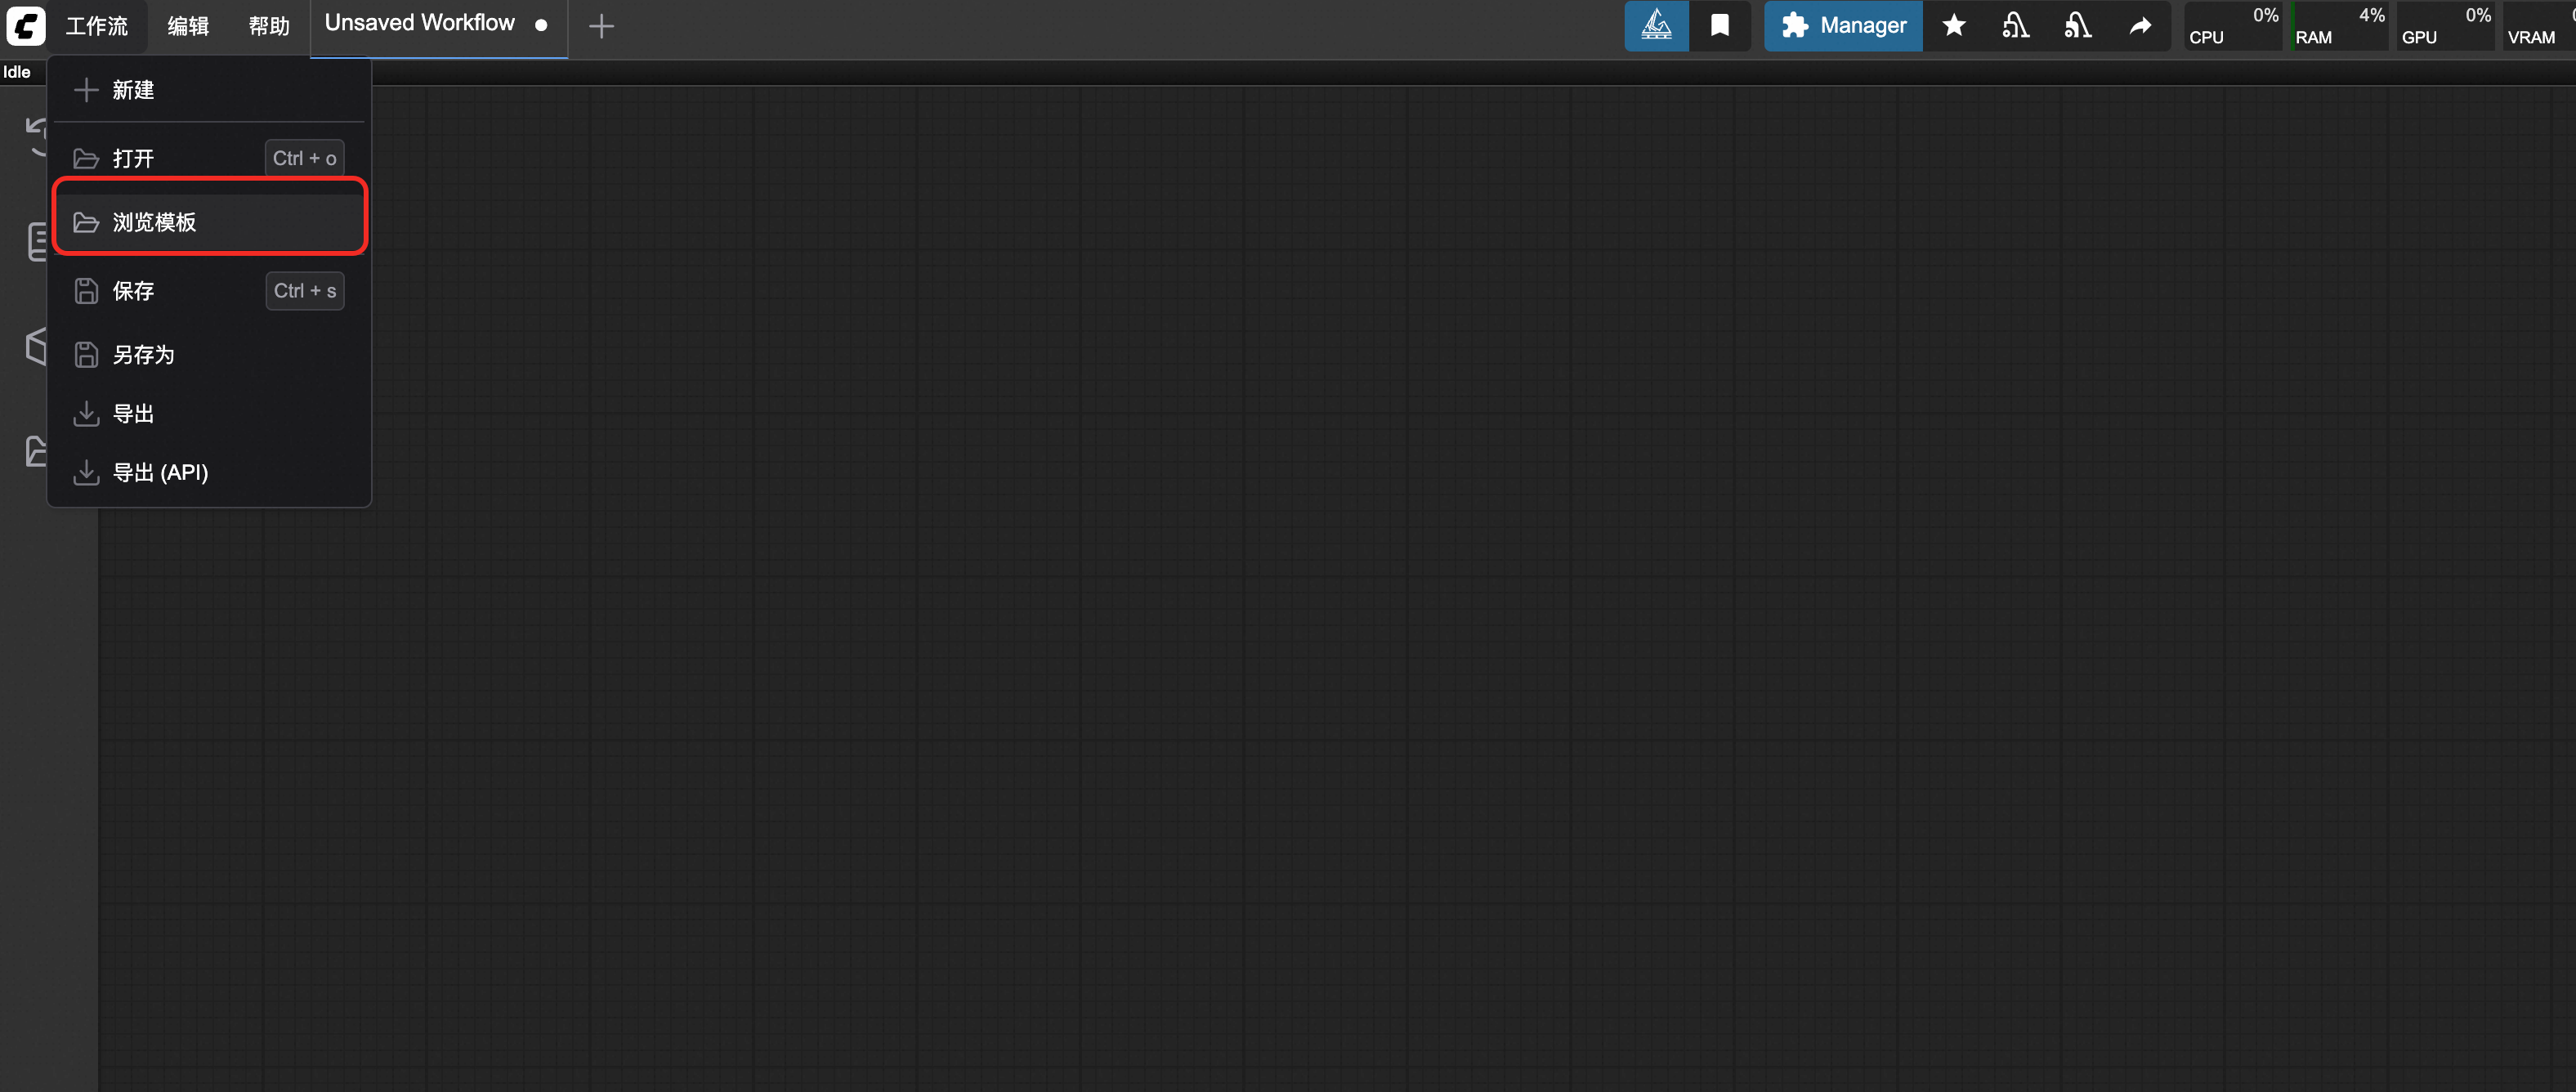 工作流 编辑 帮助 Unsaved Workflow Manager 0% CPU 4% RAM 0% GPU VRAM
Idle
新建
打开 Ctrl + o
浏览模板
保存 Ctrl + s
另存为
导出
导出 (API)